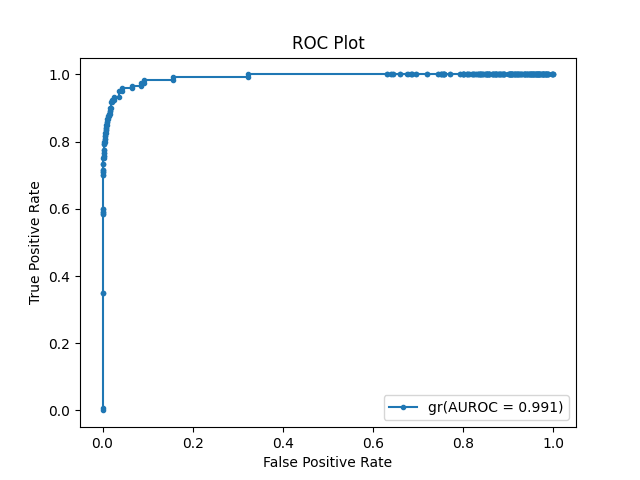 ROC Plot
True Positive Rate
1.0
0.8
0.6
0.4
0.2
0.0
0.0 0.2 0.4 0.6 0.8 1.0
False Positive Rate
gr(AUROC = 0.991)